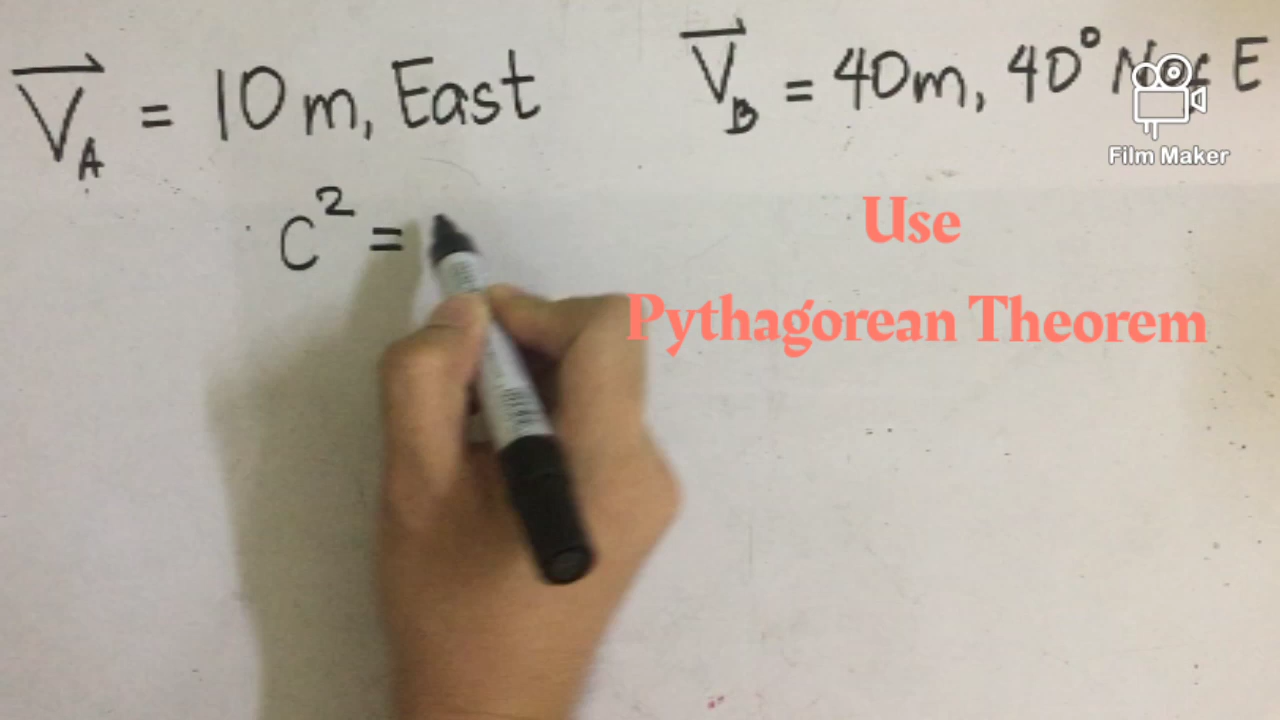 V_A = 10 m, East
V_B = 40m, 40° N E
Film Maker
C² =
Use
Pythagorean Theorem